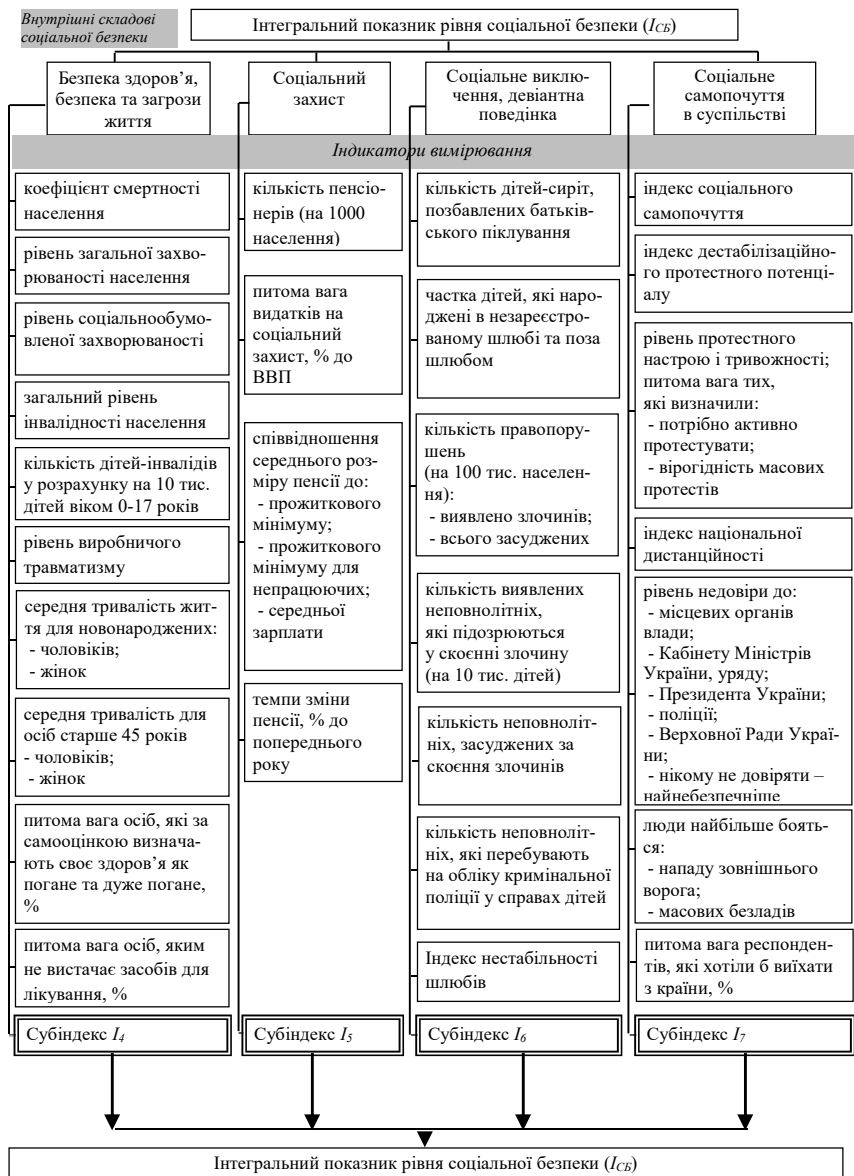 Внутрішні складові
соціальної безпеки
Інтегральний показник рівня соціальної безпеки (IСБ)
Безпека здоров’я,
безпека та загрози
життя
Соціальний
захист
Соціальне виклю-
чення, девіантна
поведінка
Соціальне
самопочуття
в суспільстві
Індикатори вимірювання
коефіцієнт смертності
населення
рівень загальної захво-
рюваності населення
рівень соціальнообумо-
вленої захворюваності
загальний рівень
інвалідності населення
кількість дітей-інвалідів
у розрахунку на 10 тис.
дітей віком 0-17 років
рівень виробничого
травматизму
середня тривалість жит-
тя для новонароджених:
- чоловіків;
- жінок
середня тривалість для
осіб старше 45 років
- чоловіків;
- жінок
питома вага осіб, які за
самооцінкою визнача-
ють своє здоров’я як
погане та дуже погане,
%
питома вага осіб, яким
не вистачає засобів для
лікування, %
Субіндекс I4
кількість пенсіо-
нерів (на 1000
населення)
питома вага
видатків на
соціальний
захист, % до
ВВП
співвідношення
середнього роз-
міру пенсії до:
- прожиткового
мінімуму;
- прожиткового
мінімуму для
непрацюючих;
- середньої
зарплати
темпи зміни
пенсії, % до
попереднього
року
Субіндекс I5
кількість дітей-сиріт,
позбавлених батьків-
ського піклування
частка дітей, які наро-
джені в незареєстро-
ваному шлюбі та поза
шлюбом
кількість правопору-
шень
(на 100 тис. населен-
ня):
- виявлено злочинів;
- всього засуджених
кількість виявлених
неповнолітніх,
які підозрюються
у скоєнні злочину
(на 10 тис. дітей)
кількість неповноліт-
ніх, засуджених за
скоєння злочинів
кількість неповноліт-
ніх, які перебувають
на обліку кримінальної
поліції у справах дітей
Індекс нестабільності
шлюбів
Субіндекс I6
індекс соціального
самопочуття
індекс дестабілізаційно-
го протестного потенці-
алу
рівень протестного
настрою і тривожності;
питома вага тих,
які визначили:
- потрібно активно
протестувати;
- вірогідність масових
протестів
індекс національної
дистанційності
рівень недовіри до:
- місцевих органів
влади;
- Кабінету Міністрів
України, уряду;
- Президента України;
- поліції;
- Верховної Ради Украї-
ни;
- нікому не довіряти –
найнебезпечніше
люди найбільше боять-
ся:
- нападу зовнішнього
ворога;
- масових безладів
питома вага респонден-
тів, які хотіли б виїхати
з країни, %
Субіндекс I7
Інтегральний показник рівня соціальної безпеки (IСБ)